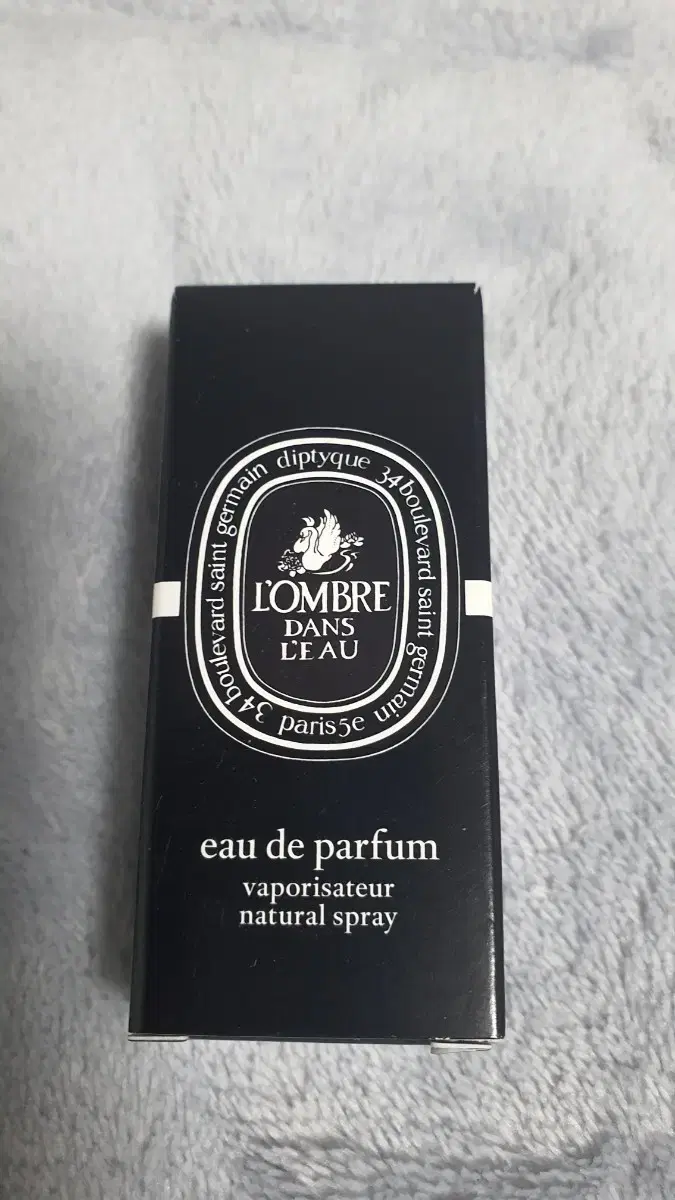 diptyque 34 boulevard saint germain paris 5e 34 boulevard saint germain
L'OMBRE
DANS
L'EAU
eau de parfum
vaporisateur
natural spray